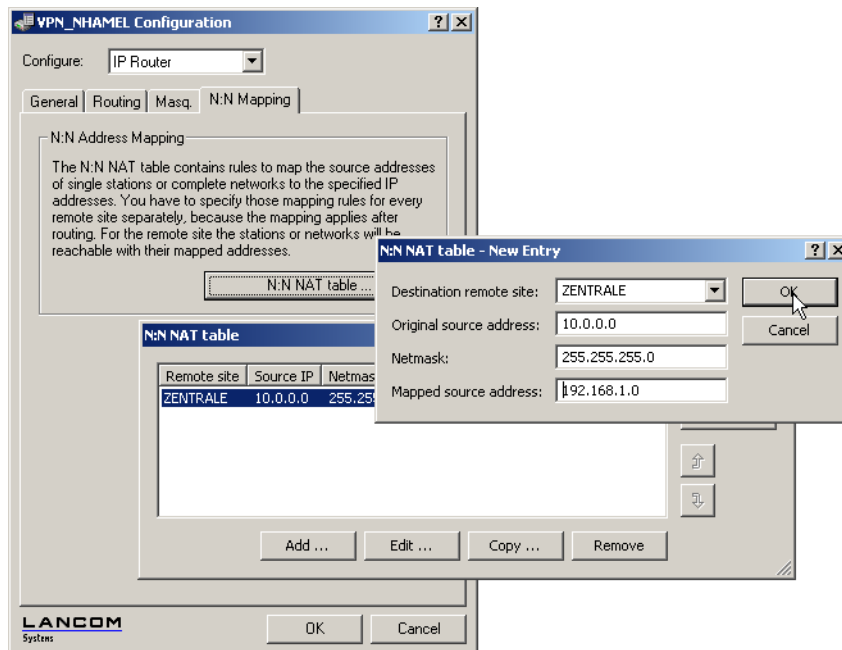 VPN_NHAMEL Configuration
Configure: IP Router
General Routing Masq. N:N Mapping
N:N Address Mapping
The N:N NAT table contains rules to map the source addresses
of single stations or complete networks to the specified IP
addresses. You have to specify those mapping rules for every
remote site separately, because the mapping applies after
routing. For the remote site the stations or networks will be
reachable with their mapped addresses.
N:N NAT table ...
N:N NAT table - New Entry
Destination remote site: ZENTRALE
OK
Original source address: 10.0.0.0
Cancel
Netmask: 255.255.255.0
Mapped source address: 192.168.1.0
N:N NAT table
Remote site Source IP
ZENTRALE 10.0.0.0
Add ... Edit ... Copy ... Remove
LANCOM
Systems
OK Cancel